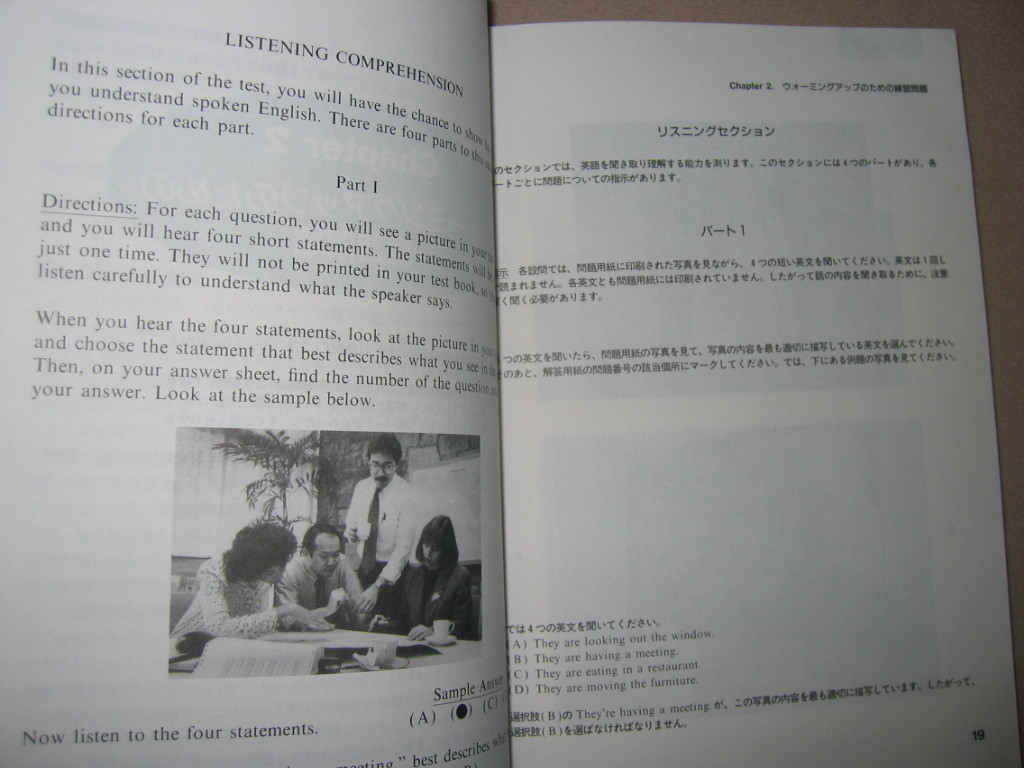 LISTENING COMPREHENSION
In this section of the test, you will have the chance to show
you understand spoken English. There are four parts to this
directions for each part.
Part I
Directions: For each question, you will see a picture in your
and you will hear four short statements. The statements will be
just one time. They will not be printed in your test book, so
listen carefully to understand what the speaker says.
When you hear the four statements, look at the picture in your
and choose the statement that best describes what you see in the
Then, on your answer sheet, find the number of the question
your answer. Look at the sample below.
Sample Answer
(A) (●) (C)
Now listen to the four statements.
meeting," best describes what
Chapter 2. ウォーミングアップのための練習問題
リスニングセクション
のセクションでは、英語を聞き取り理解する能力を測ります。このセクションには4つのパートがあり、各
ートごとに問題についての指示があります。
パート1
示 各設問では、問題用紙に印刷された写真を見ながら、4つの短い英文を聞いてください。英文は1回し
読まれません。各英文とも問題用紙には印刷されていません。したがって話の内容を聞き取るために、注意
く聞く必要があります。
つの英文を聞いたら、問題用紙の写真を見て、写真の内容を最も適切に描写している英文を選んでください。
のあと、解答用紙の問題番号の該当個所にマークしてください。では、下にある例題の写真を見てください。
では4つの英文を聞いてください。
(A) They are looking out the window.
(B) They are having a meeting.
(C) They are eating in a restaurant.
(D) They are moving the furniture.
選択肢(B)の They're having a meeting. が、この写真の内容を最も適切に描写しています。したがって、
選択肢(B)を選ばなければなりません。
19